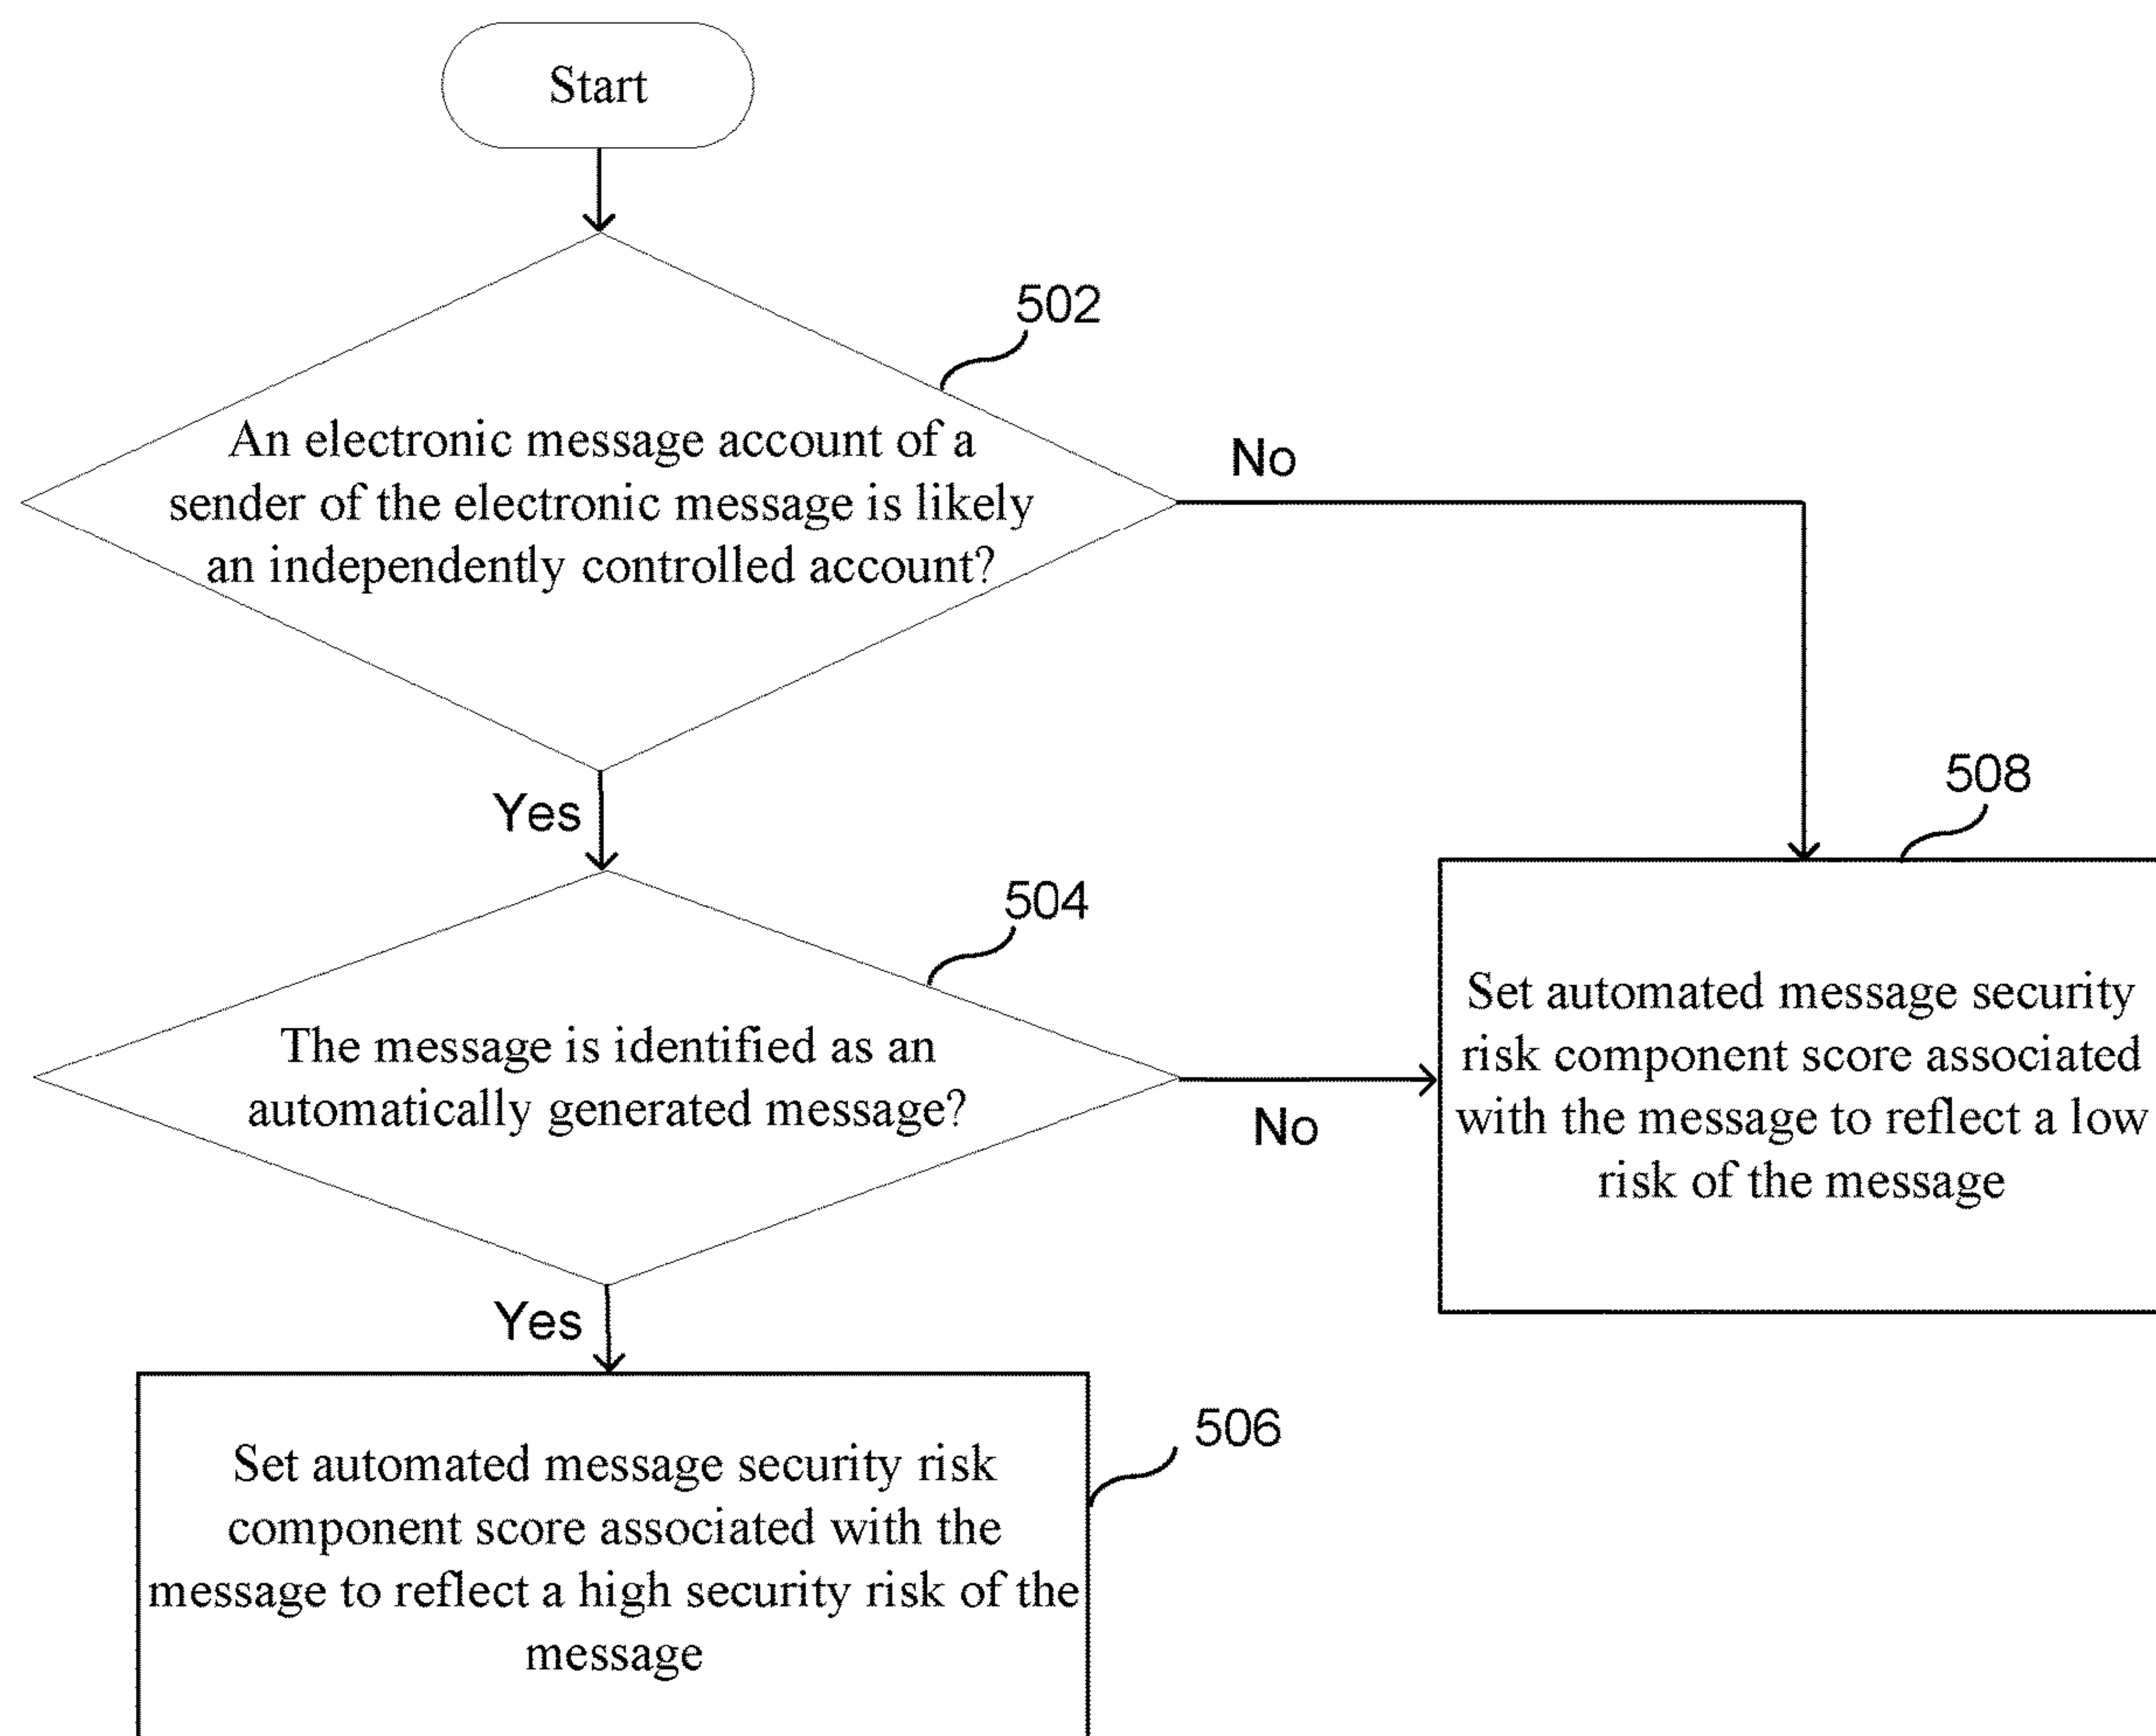 Start
502
An electronic message account of a
sender of the electronic message is likely
an independently controlled account?
No
Yes
508
504
The message is identified as an
automatically generated message?
No
Set automated message security
risk component score associated
with the message to reflect a low
risk of the message
Yes
506
Set automated message security risk
component score associated with the
message to reflect a high security risk of the
message